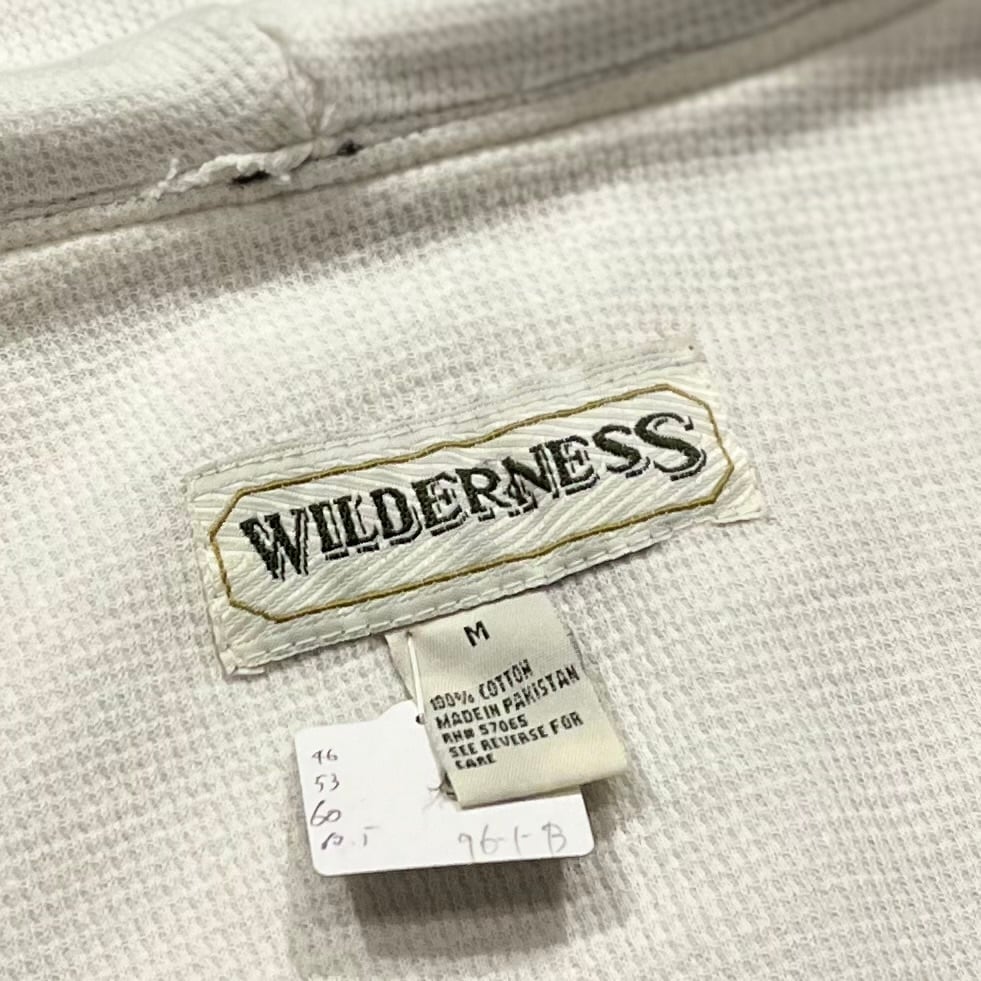 WILDERNESS
M
100% COTTON
MADE IN PAKISTAN
RN# 57065
SEE REVERSE FOR
CARE
46
53
60
96-1-B